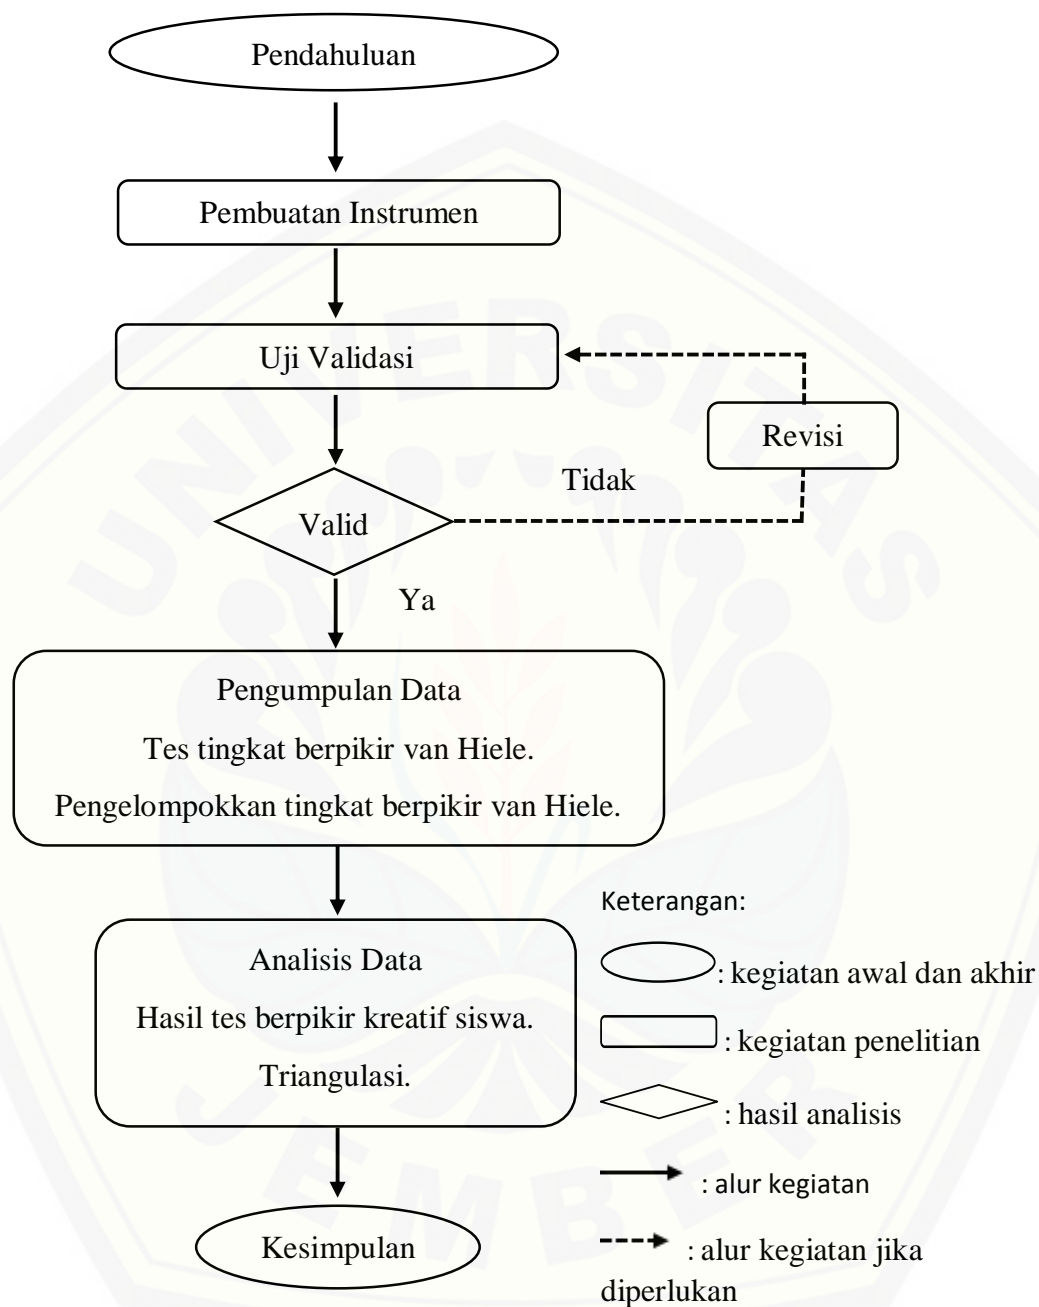 Pendahuluan
Pembuatan Instrumen
Uji Validasi
Revisi
Tidak
Valid
Ya
Pengumpulan Data
Tes tingkat berpikir van Hiele.
Pengelompokkan tingkat berpikir van Hiele.
Analisis Data
Hasil tes berpikir kreatif siswa.
Triangulasi.
Kesimpulan
Keterangan:
: kegiatan awal dan akhir
: kegiatan penelitian
: hasil analisis
: alur kegiatan
: alur kegiatan jika
diperlukan
UNIVERSITAS
JEMBER